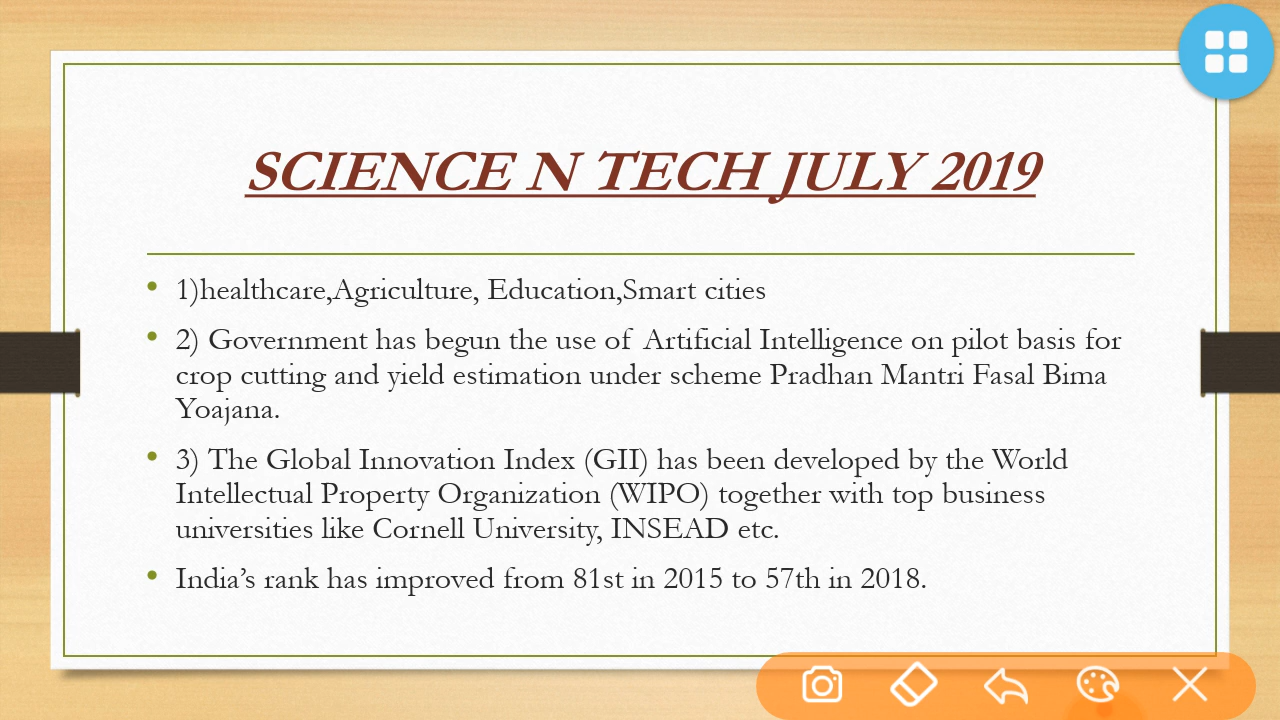 SCIENCE N TECH JULY 2019
• 1)healthcare,Agriculture, Education,Smart cities
• 2) Government has begun the use of Artificial Intelligence on pilot basis for
crop cutting and yield estimation under scheme Pradhan Mantri Fasal Bima
Yoajana.
• 3) The Global Innovation Index (GII) has been developed by the World
Intellectual Property Organization (WIPO) together with top business
universities like Cornell University, INSEAD etc.
• India’s rank has improved from 81st in 2015 to 57th in 2018.